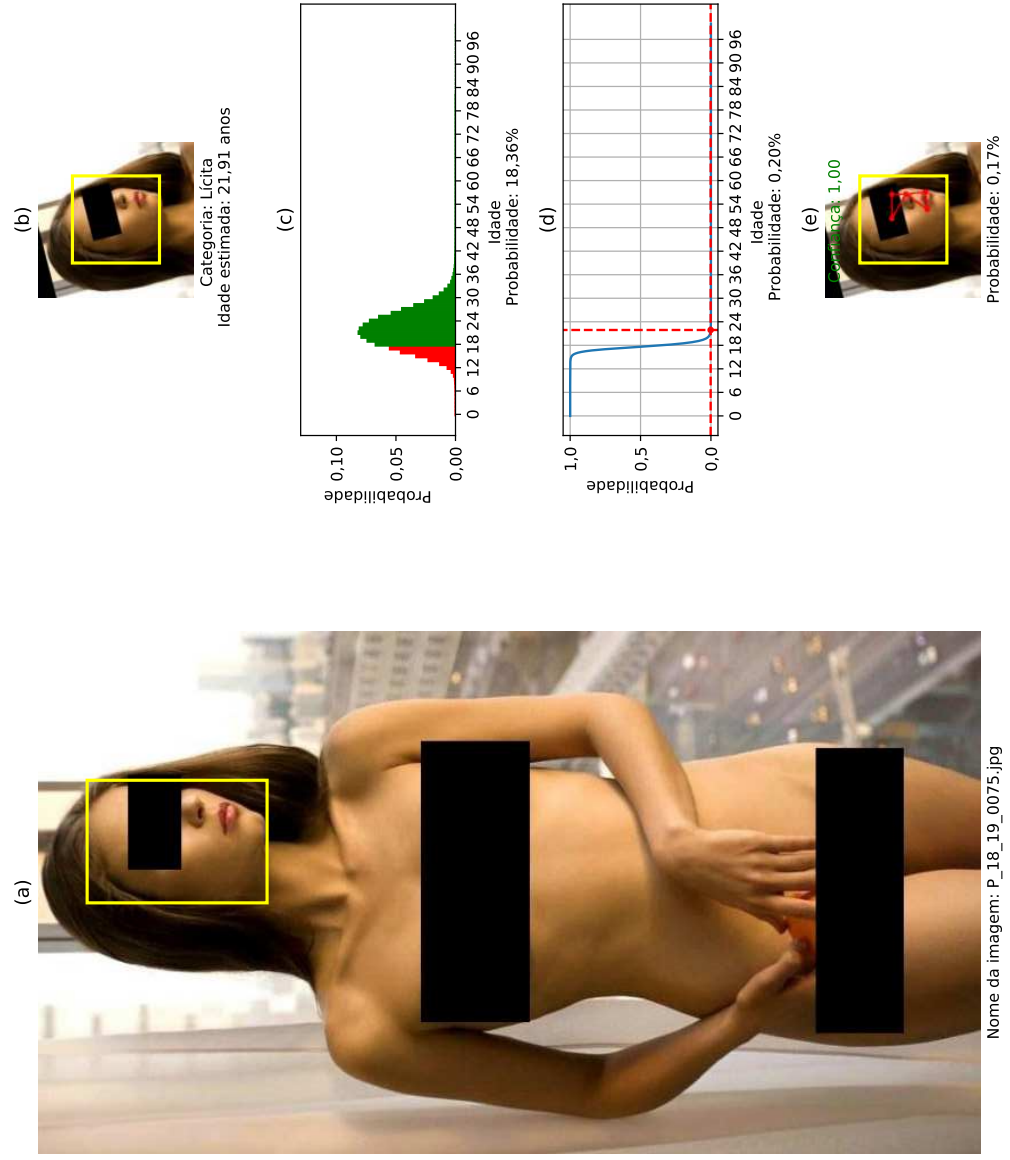 (a)
Nome da imagem: P_18_19_0075.jpg
(b)
Categoria: Lícita
Idade estimada: 21,91 anos
(c)
Probabilidade
0,10
0,05
0,00
0 6 12 18 24 30 36 42 48 54 60 66 72 78 84 90 96
Idade
Probabilidade: 18,36%
(d)
Probabilidade
1,0
0,5
0,0
0 6 12 18 24 30 36 42 48 54 60 66 72 78 84 90 96
Idade
Probabilidade: 0,20%
(e)
Confiança: 1,00
Probabilidade: 0,17%